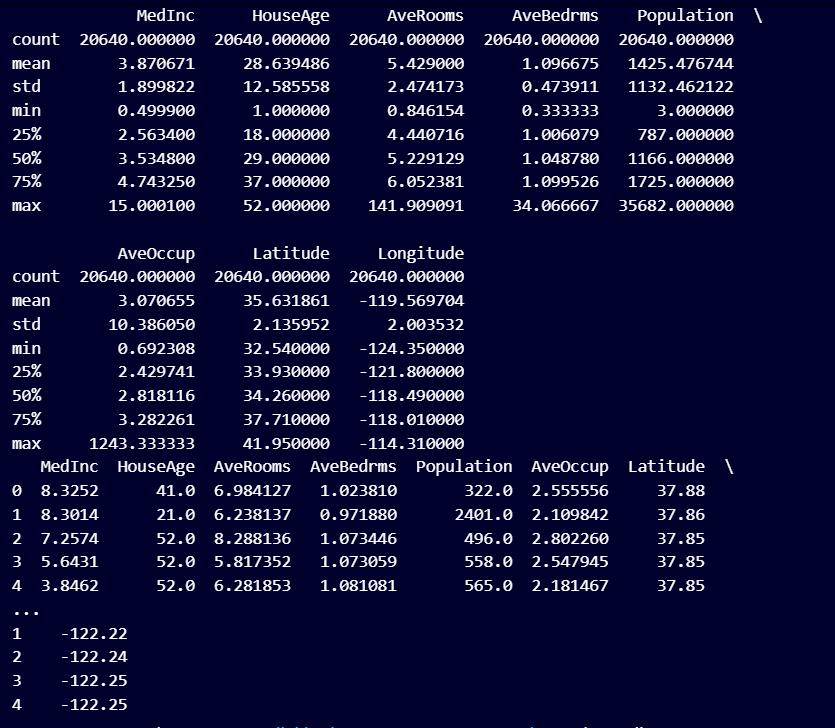 MedInc HouseAge AveRooms AveBedrms Population \
count 20640.000000 20640.000000 20640.000000 20640.000000 20640.000000
mean 3.870671 28.639486 5.429000 1.096675 1425.476744
std 1.899822 12.585558 2.474173 0.473911 1132.462122
min 0.499900 1.000000 0.846154 0.333333 3.000000
25% 2.563400 18.000000 4.440716 1.006079 787.000000
50% 3.534800 29.000000 5.229129 1.048780 1166.000000
75% 4.743250 37.000000 6.052381 1.099526 1725.000000
max 15.000100 52.000000 141.909091 34.066667 35682.000000
AveOccup Latitude Longitude
count 20640.000000 20640.000000 20640.000000
mean 3.070655 35.631861 -119.569704
std 10.386050 2.135952 2.003532
min 0.692308 32.540000 -124.350000
25% 2.429741 33.930000 -121.800000
50% 2.818116 34.260000 -118.490000
75% 3.282261 37.710000 -118.010000
max 1243.333333 41.950000 -114.310000
MedInc HouseAge AveRooms AveBedrms Population AveOccup Latitude \
0 8.3252 41.0 6.984127 1.023810 322.0 2.555556 37.88
1 8.3014 21.0 6.238137 0.971880 2401.0 2.109842 37.86
2 7.2574 52.0 8.288136 1.073446 496.0 2.802260 37.85
3 5.6431 52.0 5.817352 1.073059 558.0 2.547945 37.85
4 3.8462 52.0 6.281853 1.081081 565.0 2.181467 37.85
...
1 -122.22
2 -122.24
3 -122.25
4 -122.25